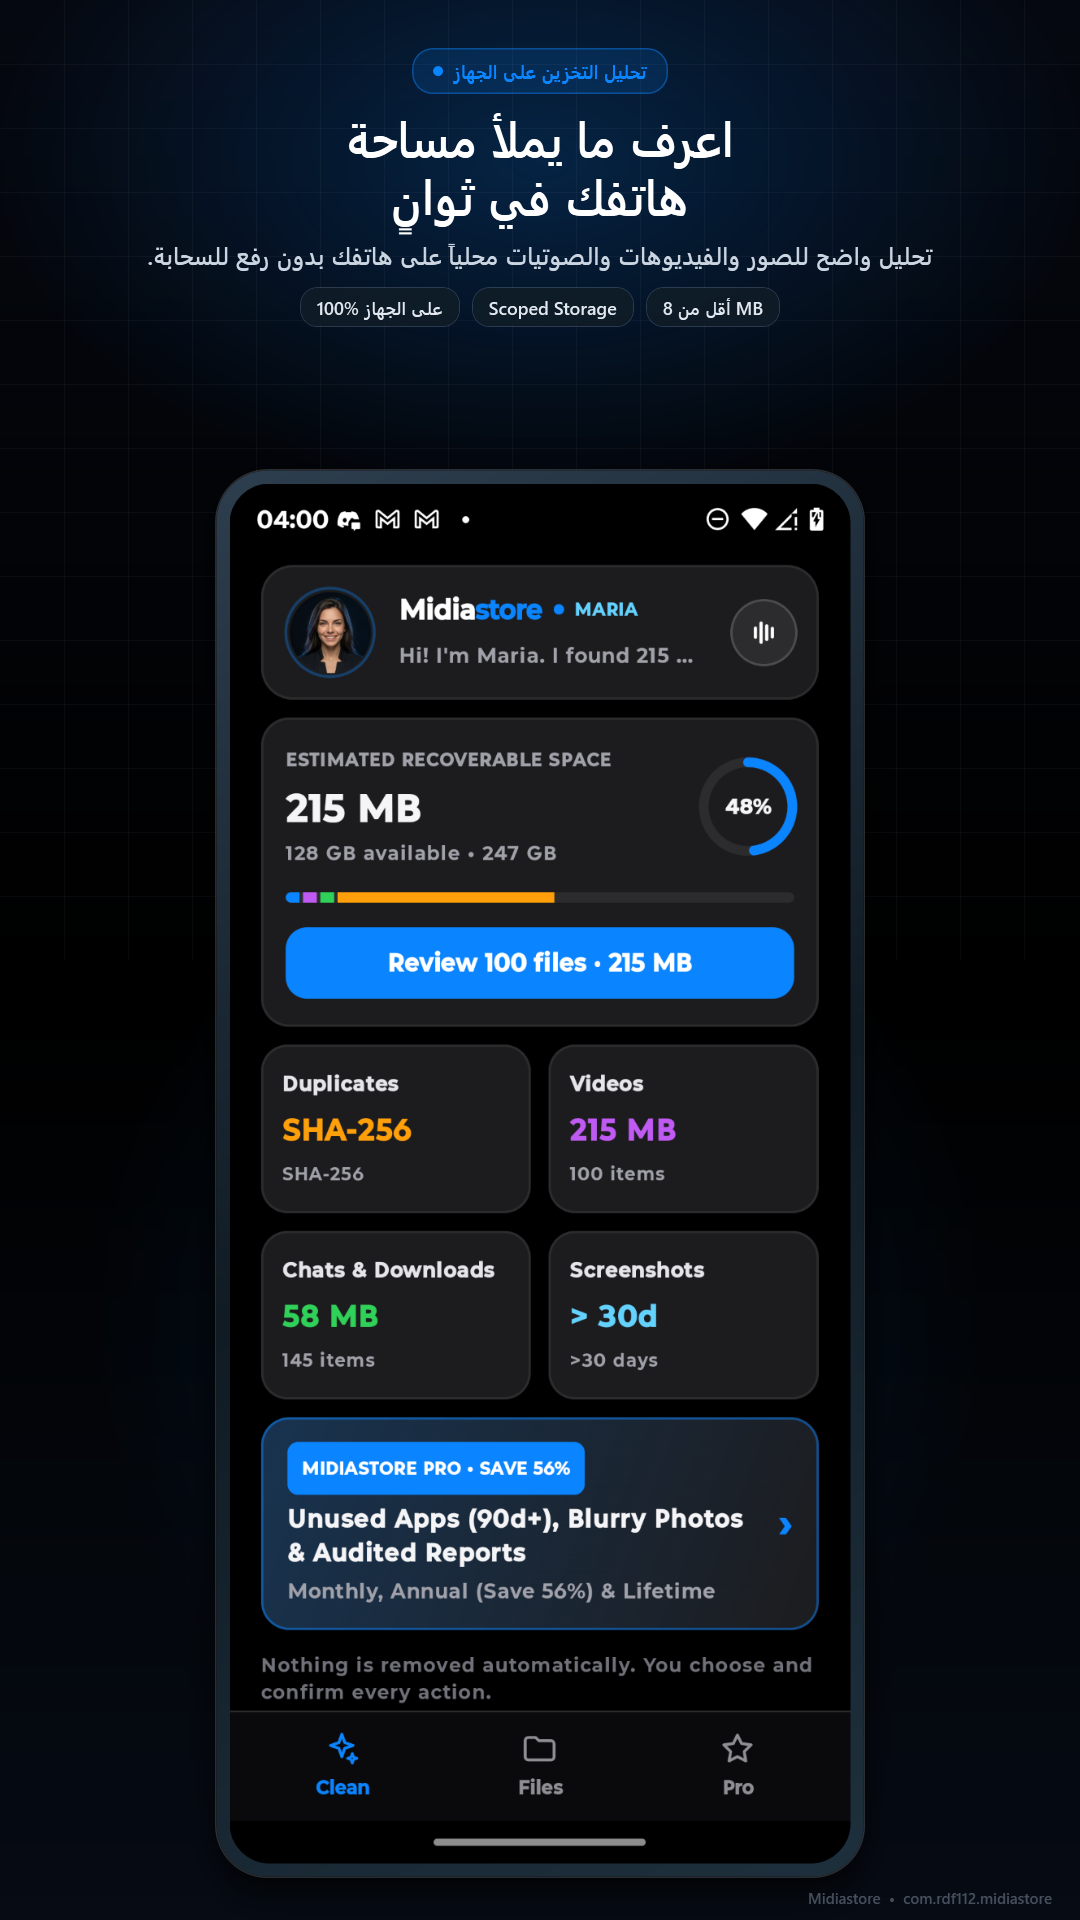 تحليل التخزين على الجهاز
اعرف ما يملأ مساحة
هاتفك في ثوانٍ
تحليل واضح للصور والفيديوهات والصوتيات محلياً على هاتفك بدون رفع للسحابة.
100% على الجهاز
Scoped Storage
أقل من 8 MB
04:00
Midiastore • MARIA
Hi! I'm Maria. I found 215 ...
ESTIMATED RECOVERABLE SPACE
215 MB
48%
128 GB available • 247 GB
Review 100 files · 215 MB
Duplicates
SHA-256
SHA-256
Videos
215 MB
100 items
Chats & Downloads
58 MB
145 items
Screenshots
> 30d
>30 days
MIDIASTORE PRO • SAVE 56%
Unused Apps (90d+), Blurry Photos
& Audited Reports
›
Monthly, Annual (Save 56%) & Lifetime
Nothing is removed automatically. You choose and
confirm every action.
Clean
Files
Pro
Midiastore • com.rdf112.midiastore